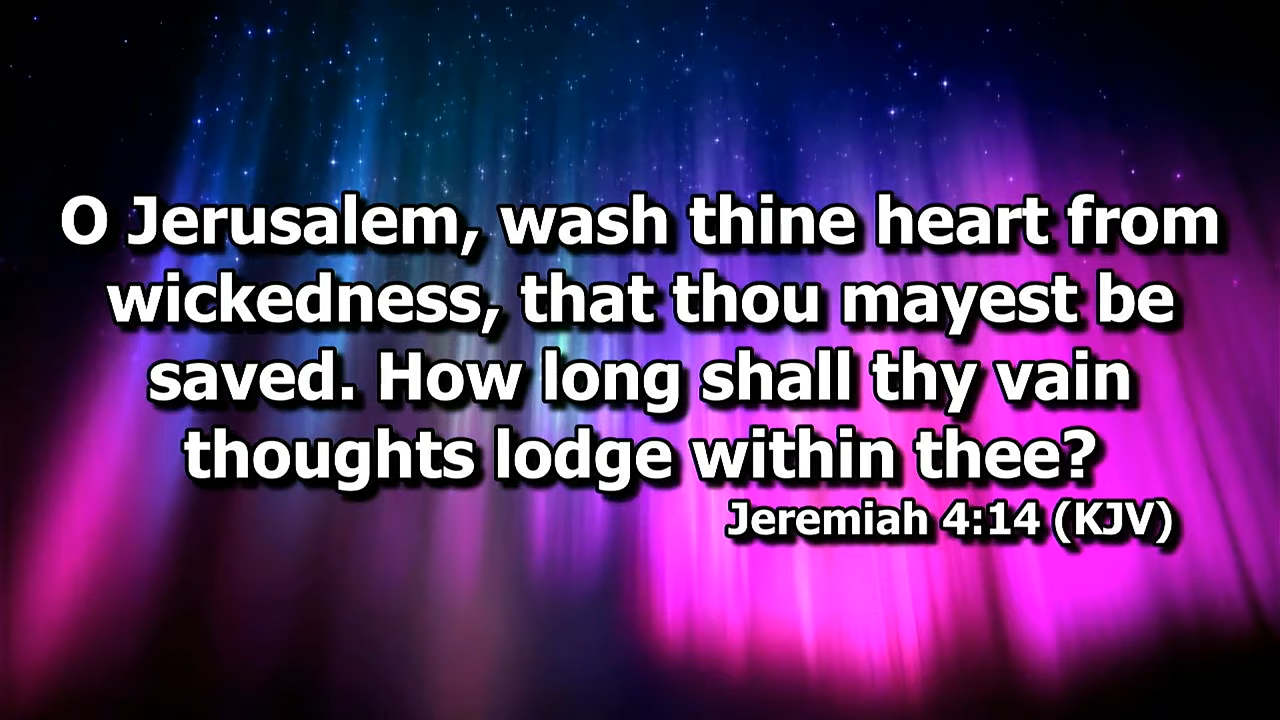 O Jerusalem, wash thine heart from
wickedness, that thou mayest be
saved. How long shall thy vain
thoughts lodge within thee?
Jeremiah 4:14 (KJV)